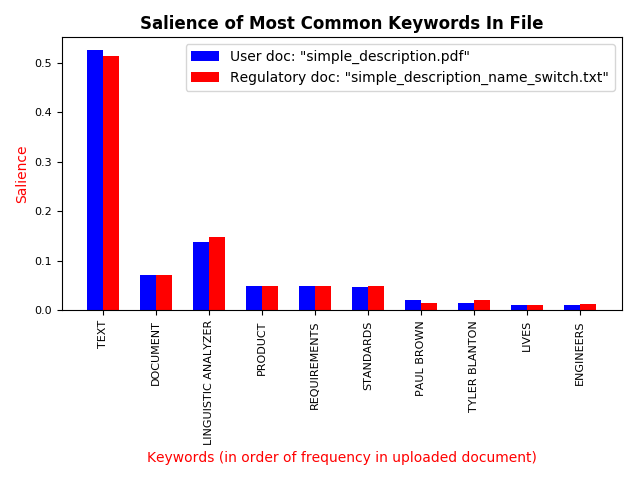 Salience of Most Common Keywords In File
User doc: "simple_description.pdf"
Regulatory doc: "simple_description_name_switch.txt"
Salience
0.5
0.4
0.3
0.2
0.1
0.0
TEXT
DOCUMENT
LINGUISTIC ANALYZER
PRODUCT
REQUIREMENTS
STANDARDS
PAUL BROWN
TYLER BLANTON
LIVES
ENGINEERS
Keywords (in order of frequency in uploaded document)